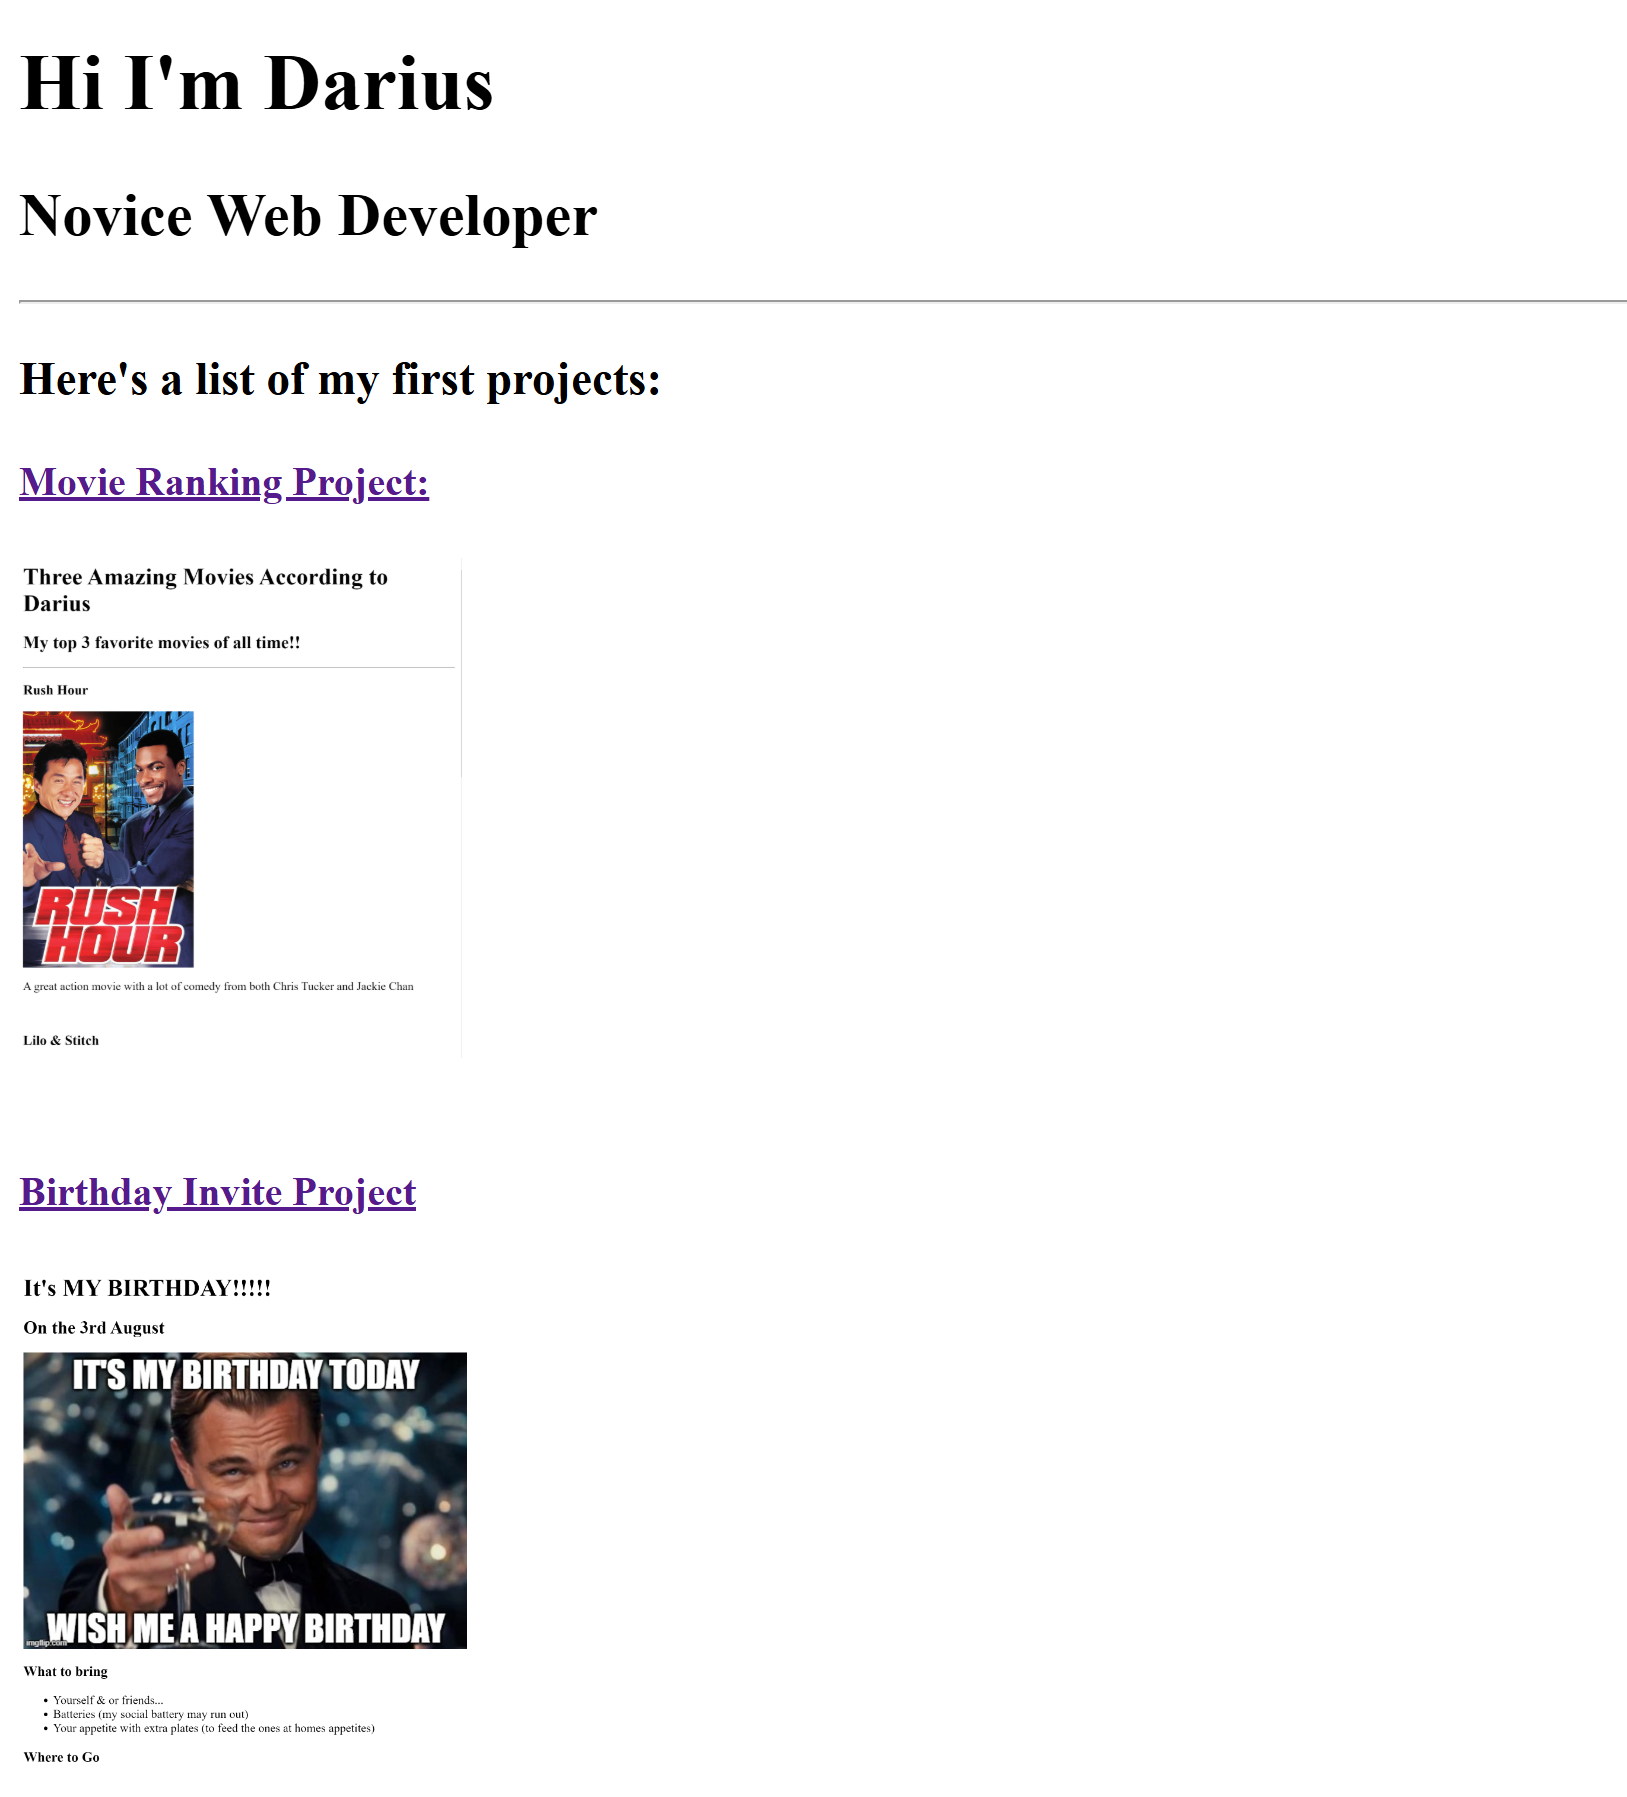 Hi I'm Darius
Novice Web Developer
Here's a list of my first projects:
Movie Ranking Project:
Three Amazing Movies According to
Darius
My top 3 favorite movies of all time!!
Rush Hour
RUSH
HOUR
A great action movie with a lot of comedy from both Chris Tucker and Jackie Chan
Lilo & Stitch
Birthday Invite Project
It's MY BIRTHDAY!!!!!
On the 3rd August
IT'S MY BIRTHDAY TODAY
WISH ME A HAPPY BIRTHDAY
imgflip.com
What to bring
• Yourself & or friends...
• Batteries (my social battery may run out)
• Your appetite with extra plates (to feed the ones at homes appetites)
Where to Go